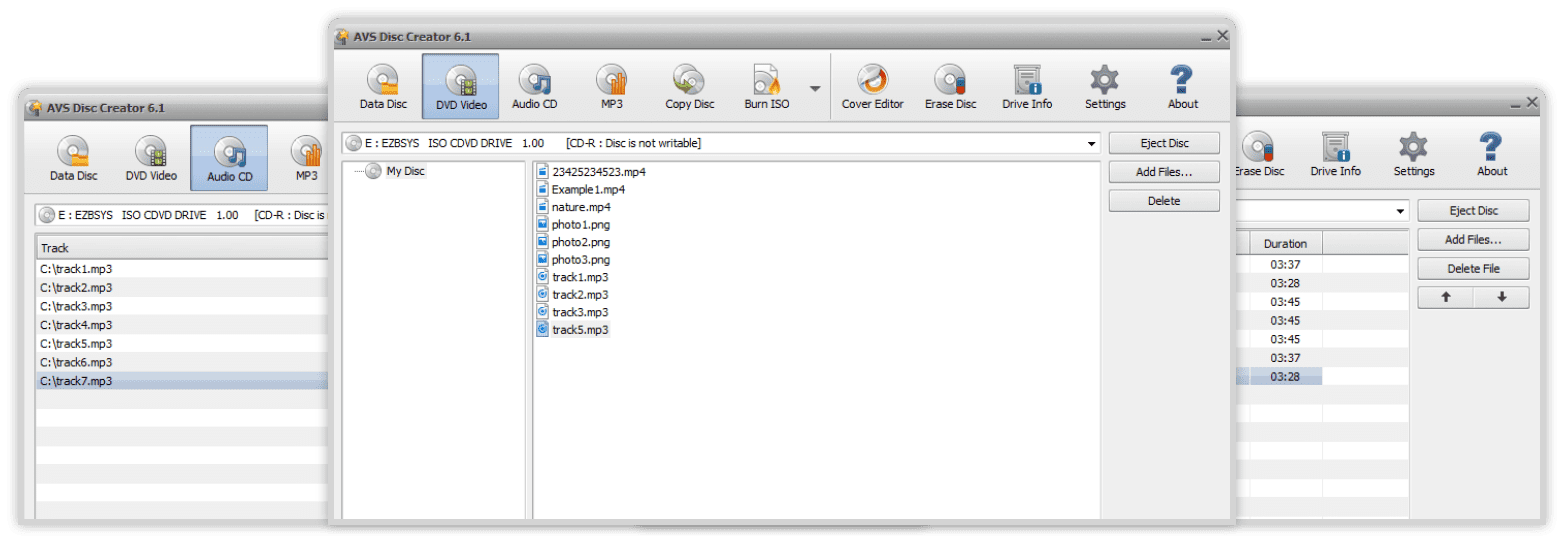 AVS Disc Creator 6.1
Data Disc DVD Video Audio CD MP3 Copy Disc Burn ISO Cover Editor Erase Disc Drive Info Settings About
E : EZBSYS ISO CDVD DRIVE 1.00 [CD-R : Disc is not writable]
Eject Disc
Add Files...
Delete
My Disc
23425234523.mp4
Example1.mp4
nature.mp4
photo1.png
photo2.png
photo3.png
track1.mp3
track2.mp3
track3.mp3
track5.mp3
AVS Disc Creator 6.1
Data Disc DVD Video Audio CD MP3
E : EZBSYS ISO CDVD DRIVE 1.00 [CD-R : Disc is
Track
C:\track1.mp3
C:\track2.mp3
C:\track3.mp3
C:\track4.mp3
C:\track5.mp3
C:\track6.mp3
C:\track7.mp3
Erase Disc Drive Info Settings About
Eject Disc
Add Files...
Delete File
Duration
03:37
03:28
03:45
03:45
03:45
03:37
03:28